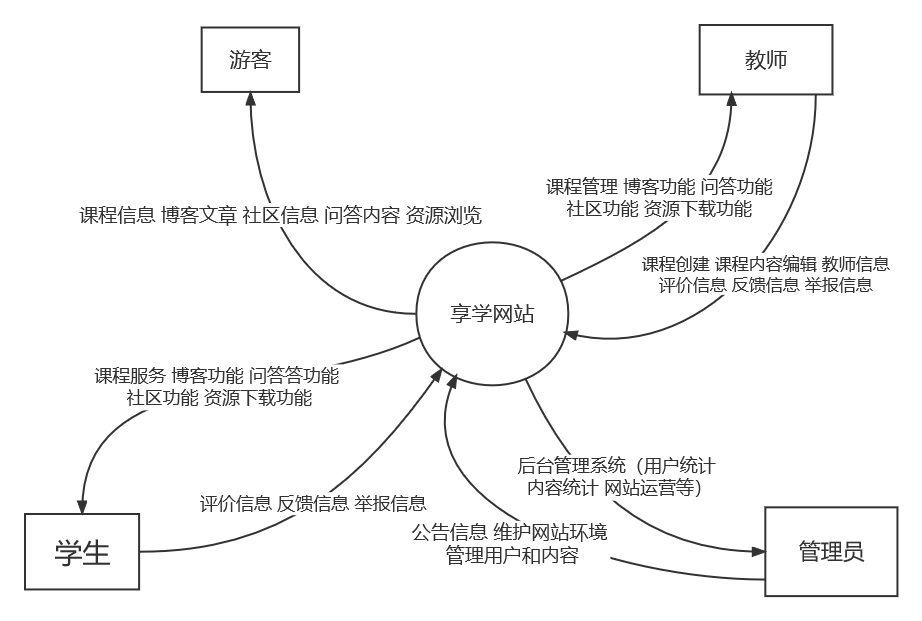 游客
教师
课程管理 博客功能 问答功能
社区功能 资源下载功能
课程信息 博客文章 社区信息 问答内容 资源浏览
课程创建 课程内容编辑 教师信息
评价信息 反馈信息 举报信息
享学网站
课程服务 博客功能 问答答功能
社区功能 资源下载功能
后台管理系统（用户统计
内容统计 网站运营等）
评价信息 反馈信息 举报信息
公告信息 维护网站环境
管理用户和内容
学生
管理员